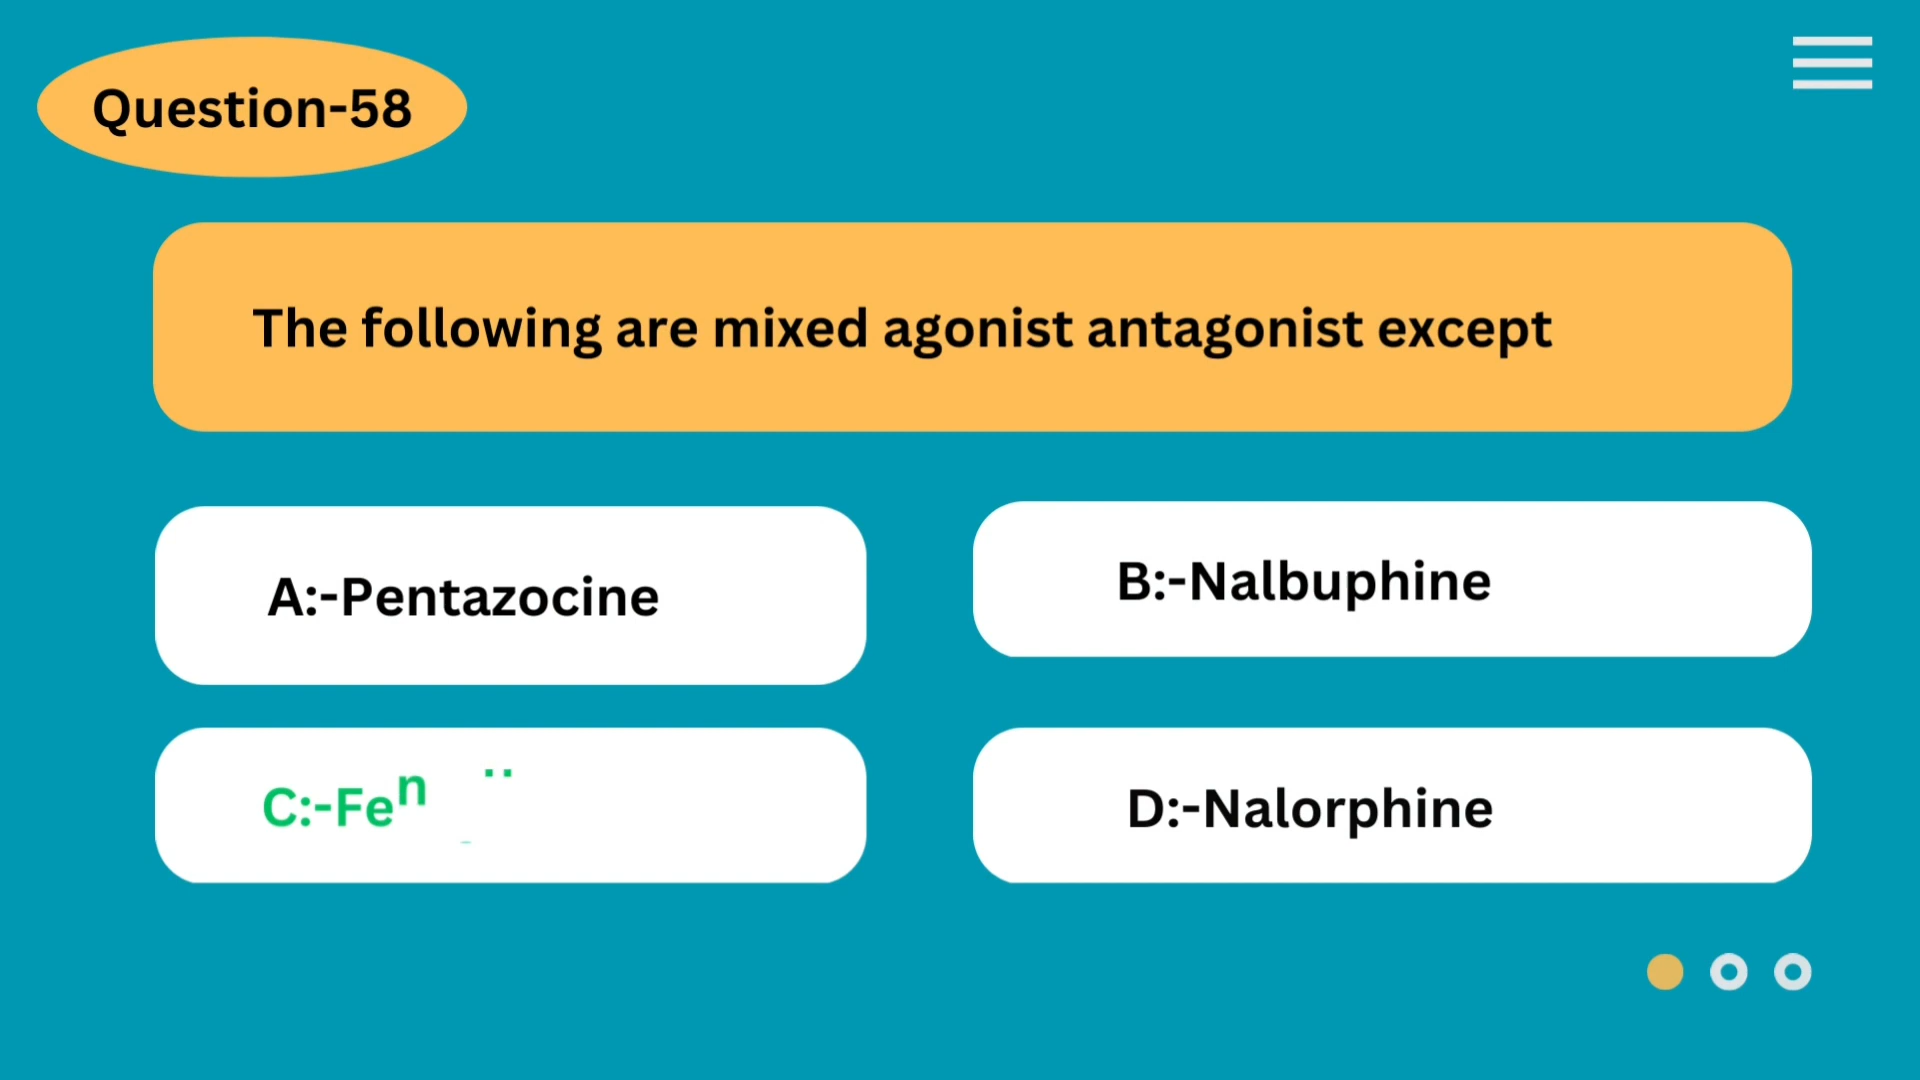 Question-58
The following are mixed agonist antagonist except
A:-Pentazocine
B:-Nalbuphine
C:-Fen
D:-Nalorphine